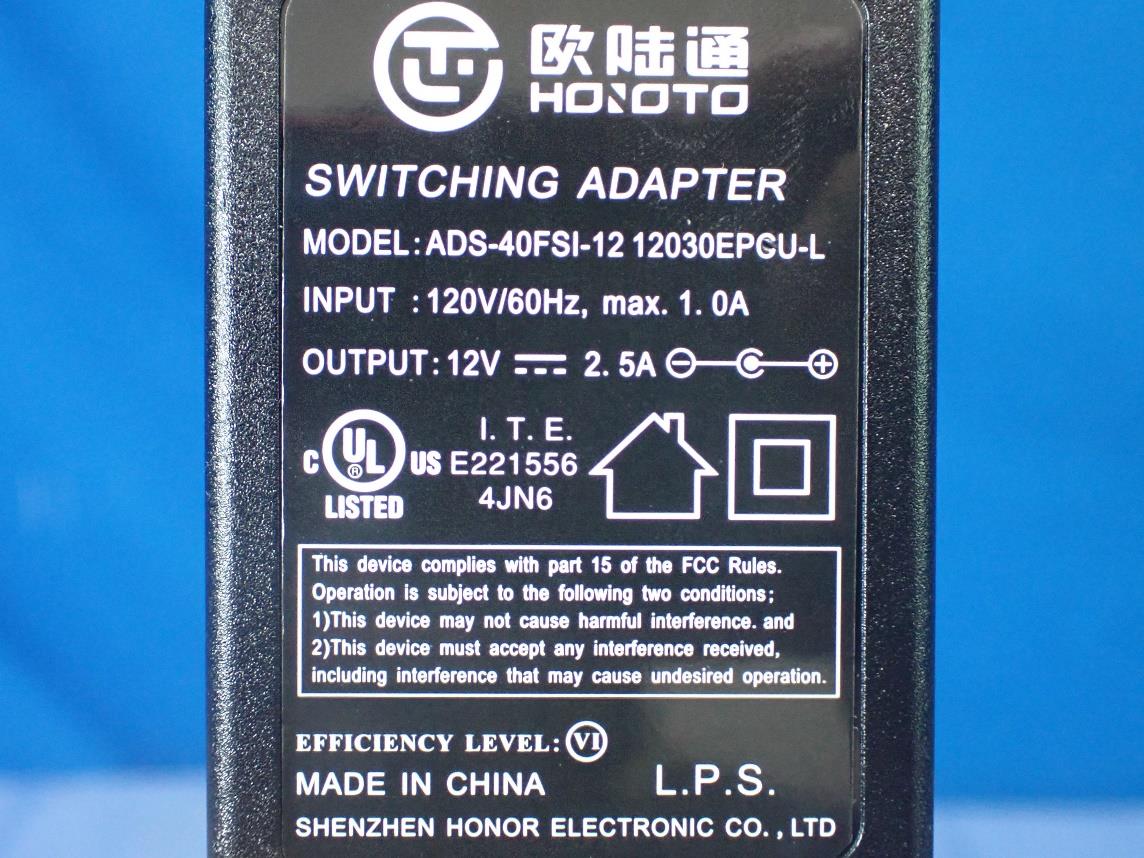 欧陆通
HONOTO
SWITCHING ADAPTER
MODEL: ADS-40FSI-12 12030EPCU-L
INPUT : 120V/60Hz, max. 1. 0A
OUTPUT: 12V ⎓ 2. 5A
C UL ® US LISTED
I. T. E.
E221556
4JN6
This device complies with part 15 of the FCC Rules.
Operation is subject to the following two conditions;
1)This device may not cause harmful interference. and
2)This device must accept any interference received,
including interference that may cause undesired operation.
EFFICIENCY LEVEL: VI
MADE IN CHINA L.P.S.
SHENZHEN HONOR ELECTRONIC CO. , LTD